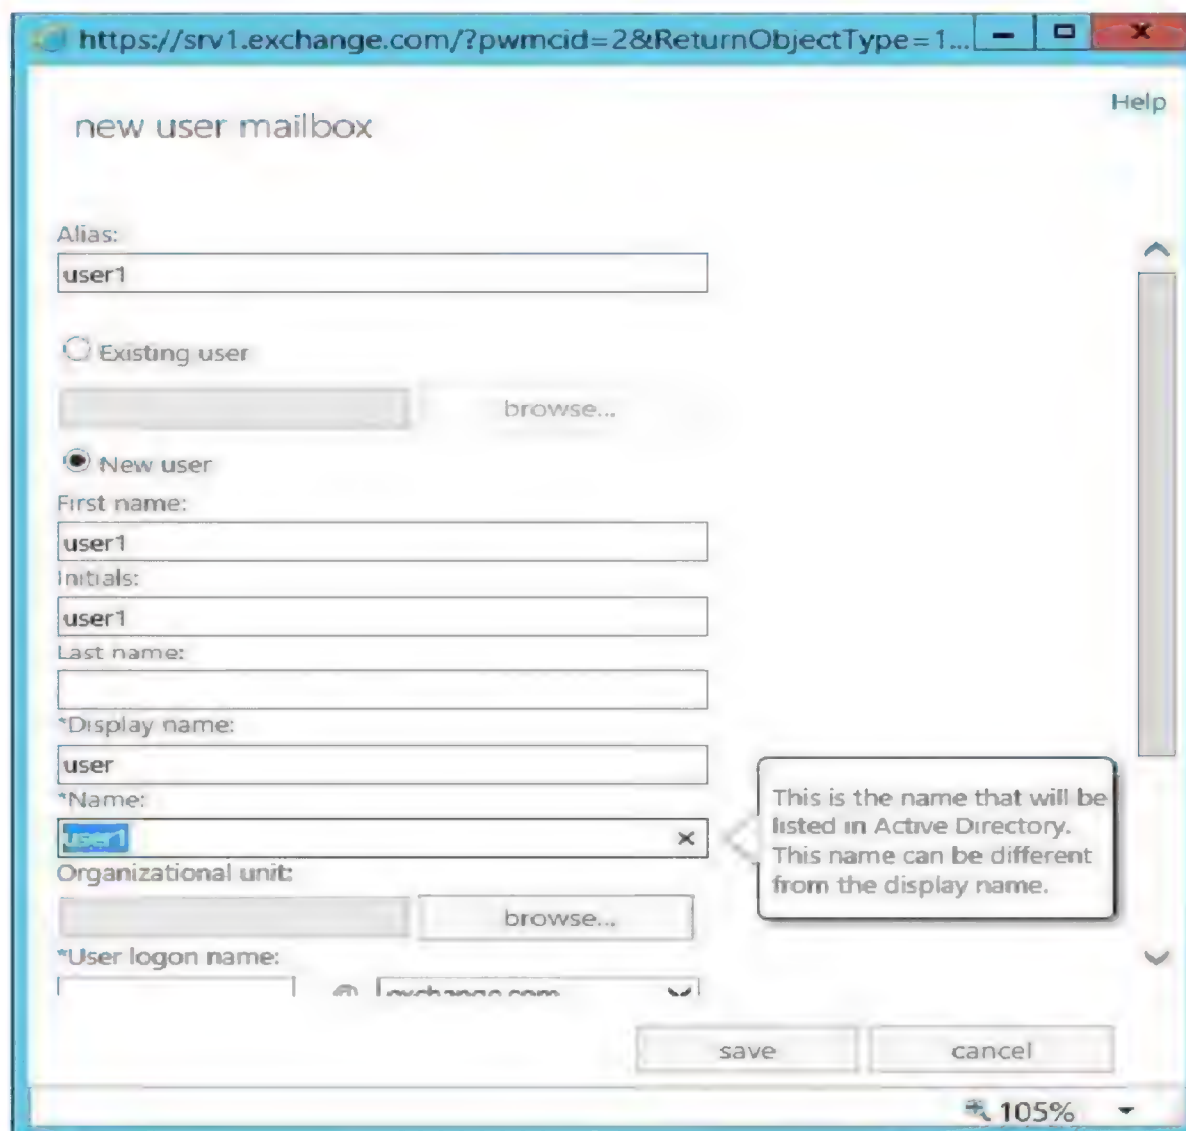 https://srv1.exchange.com/?pwmcid=2&ReturnObjectType=1...
Help
new user mailbox
Alias:
user1
Existing user
browse...
New user
First name:
user1
Initials:
user1
Last name:
*Display name:
user
*Name:
user1
This is the name that will be
listed in Active Directory.
This name can be different
from the display name.
Organizational unit:
browse...
*User logon name:
@ exchange.com
save cancel
105%